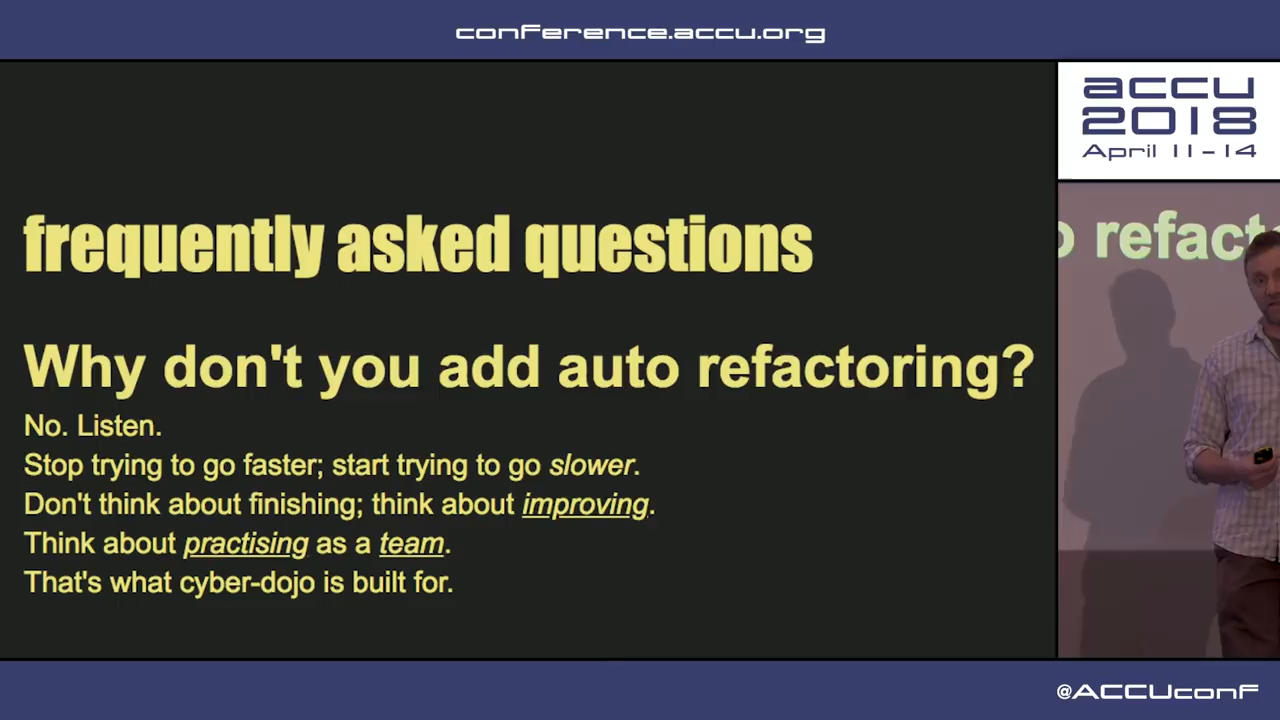 conference.accu.org
accu
2018
April 11-14
frequently asked questions
Why don't you add auto refactoring?
No. Listen.
Stop trying to go faster; start trying to go slower.
Don't think about finishing; think about improving.
Think about practising as a team.
That's what cyber-dojo is built for.
o refact
@ACCUconf